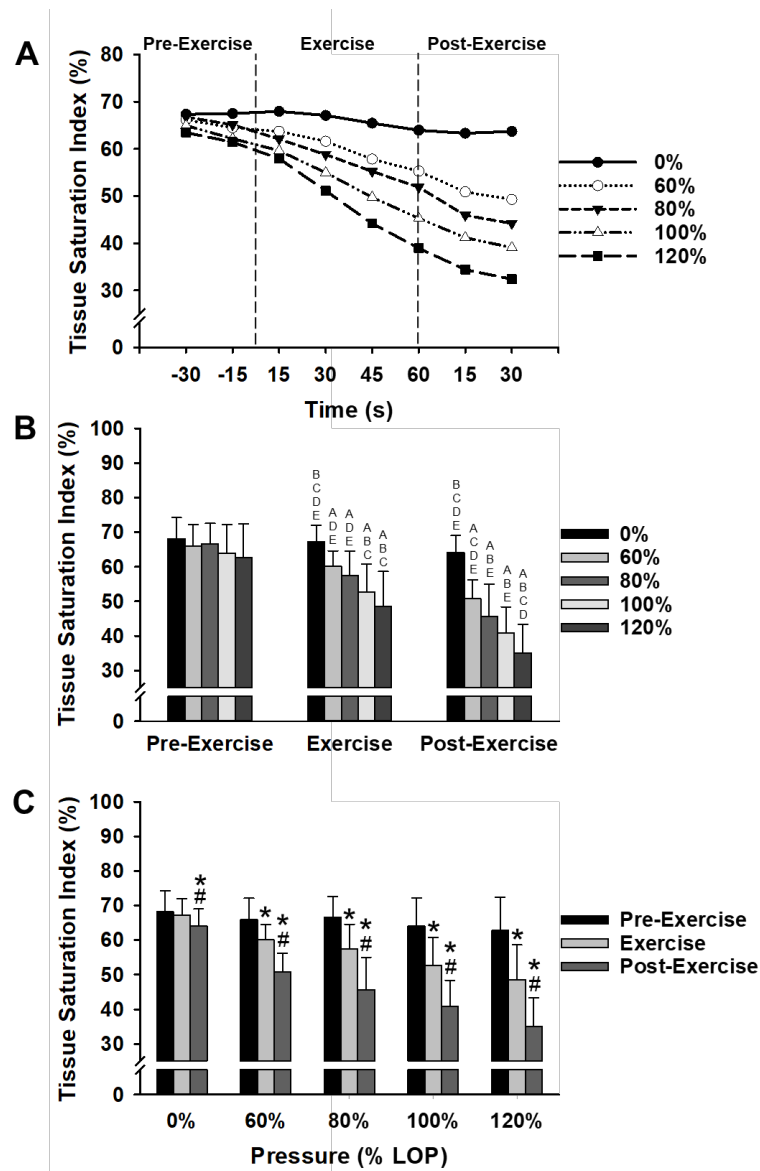 A
Pre-Exercise Exercise Post-Exercise
Tissue Saturation Index (%)
80
70
60
50
40
30
0
-30 -15 15 30 45 60 15 30
Time (s)
0%
60%
80%
100%
120%
B
Tissue Saturation Index (%)
100
90
80
70
60
50
40
30
0
B
C
D
E
A
D
E
A
D
E
A
B
C
A
B
C
B
C
D
E
A
C
D
E
A
B
E
A
B
E
A
B
C
D
Pre-Exercise Exercise Post-Exercise
0%
60%
80%
100%
120%
C
Tissue Saturation Index (%)
100
90
80
70
60
50
40
30
0
*
#
*
*
#
*
*
#
*
*
#
*
*
#
0% 60% 80% 100% 120%
Pressure (% LOP)
Pre-Exercise
Exercise
Post-Exercise